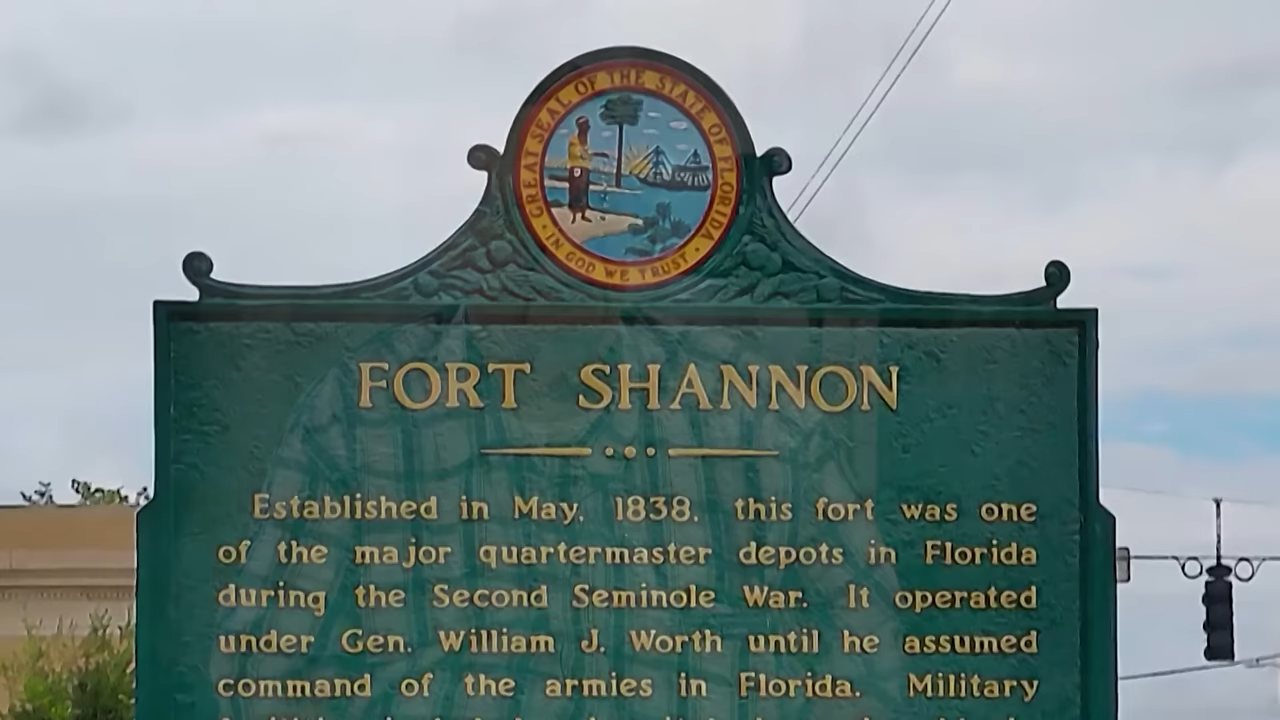 GREAT SEAL OF THE STATE OF FLORIDA
· IN GOD WE TRUST ·
FORT SHANNON
Established in May, 1838, this fort was one
of the major quartermaster depots in Florida
during the Second Seminole War. It operated
under Gen. William J. Worth until he assumed
command of the armies in Florida. Military